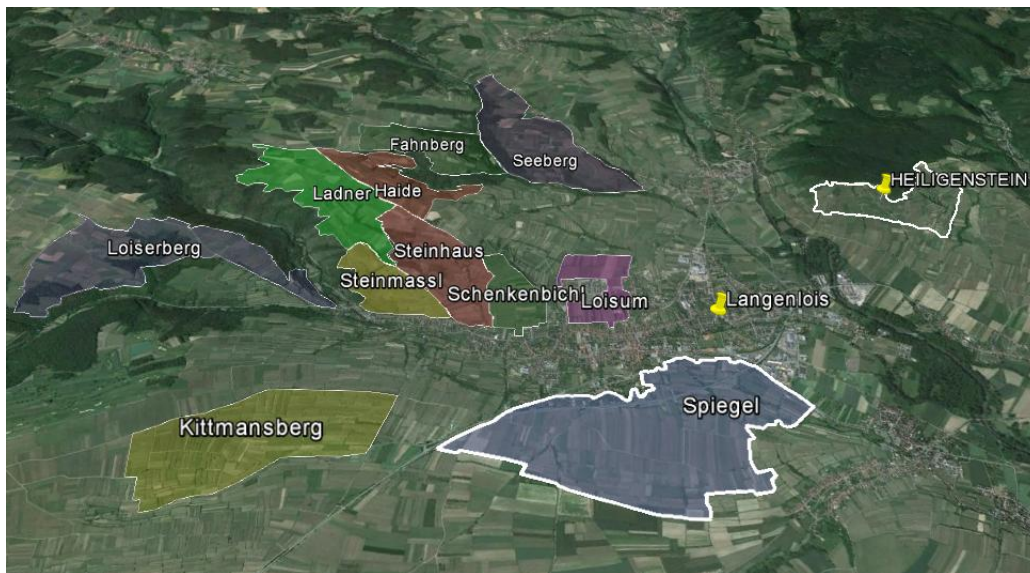 Fahnberg
Seeberg
HEILIGENSTEIN
Ladner
Haide
Loiserberg
Steinhaus
Steinmassl
Schenkenbichl
Loisum
Langenlois
Spiegel
Kittmansberg